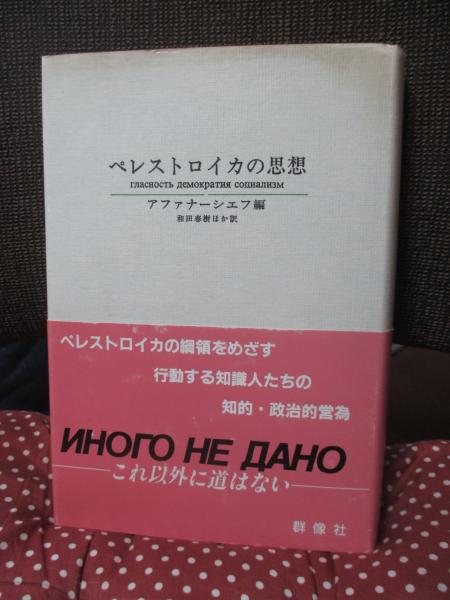 ペレストロイカの思想
гласность демократия социализм
アファナーシエフ編
和田春樹ほか訳
ペレストロイカの綱領をめざす
行動する知識人たちの
知的・政治的営為
ИНОГО НЕ ДАНО
―これ以外に道はない―
群像社